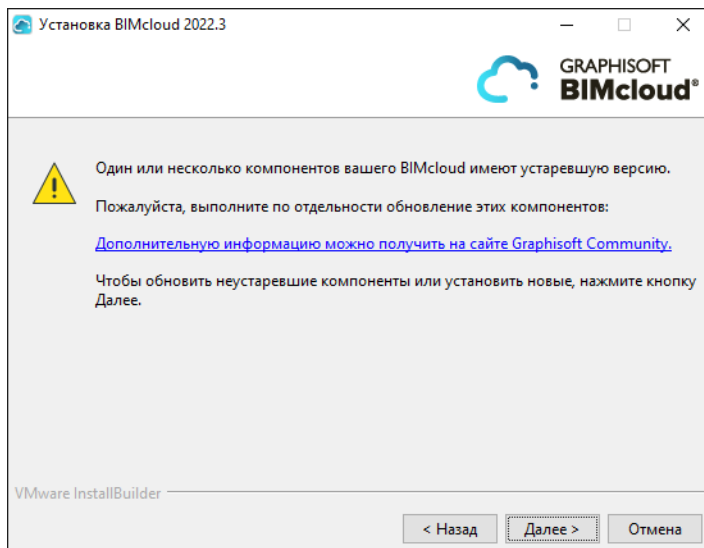 Установка BIMcloud 2022.3
GRAPHISOFT
BIMcloud®
Один или несколько компонентов вашего BIMcloud имеют устаревшую версию.
Пожалуйста, выполните по отдельности обновление этих компонентов:
Дополнительную информацию можно получить на сайте Graphisoft Community.
Чтобы обновить неустаревшие компоненты или установить новые, нажмите кнопку
Далее.
VMware InstallBuilder
< Назад
Далее >
Отмена